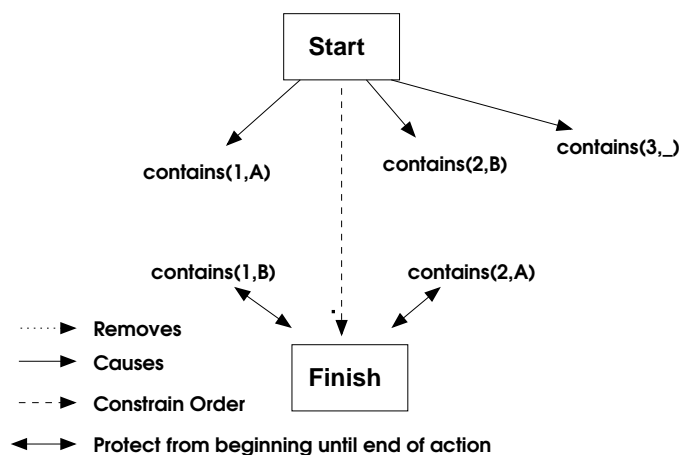 Start
contains(1,A)
contains(2,B)
contains(3,_)
contains(1,B)
contains(2,A)
Removes
Finish
Causes
Constrain Order
Protect from beginning until end of action